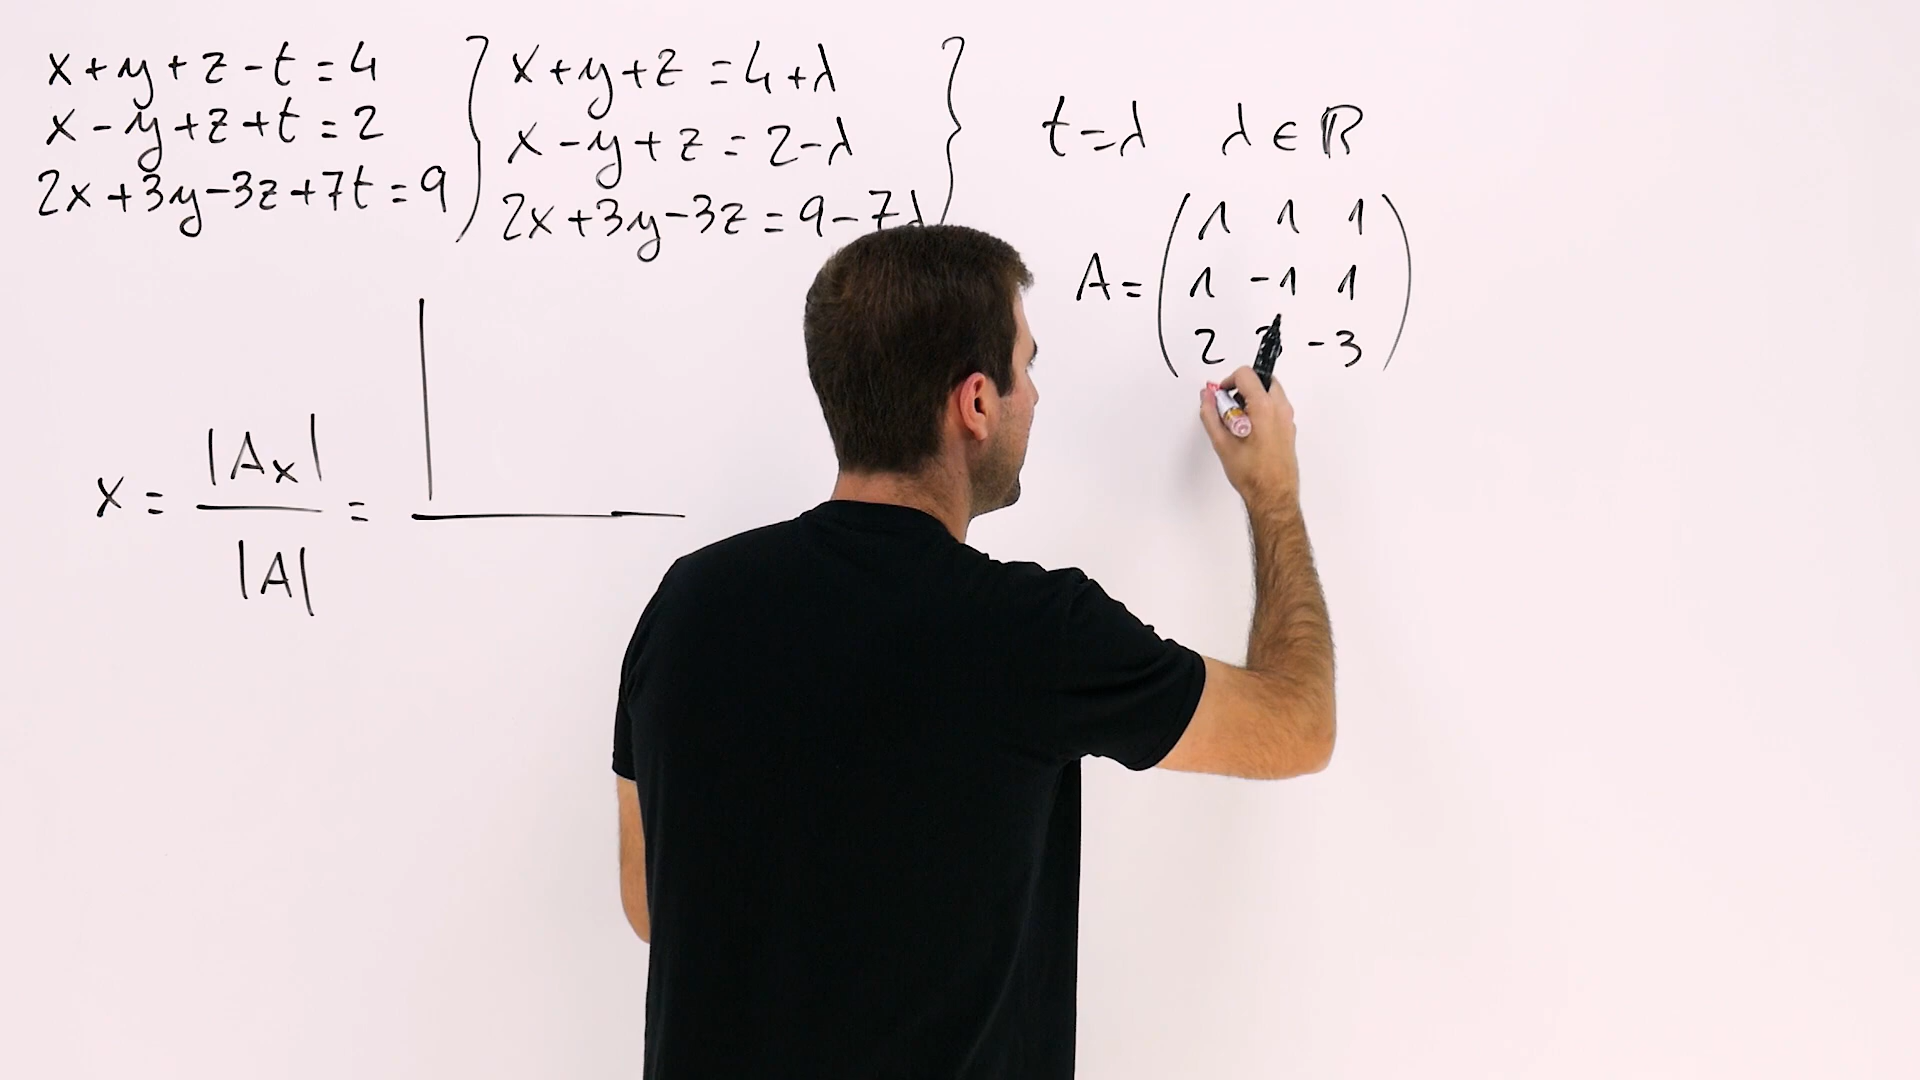 x+y+z-t=4
x-y+z+t=2
2x+3y-3z+7t=9
x+y+z=4+λ
x-y+z=2-λ
2x+3y-3z=9-7λ
t=λ λ∈ℝ
A=
1 1 1
1 -1 1
2 -3
x = |Aₓ| / |A| =